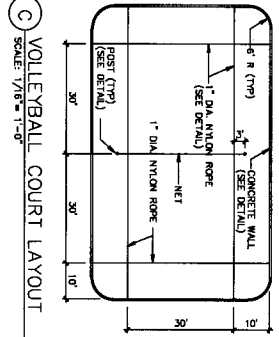 6' R (TYP)
CONCRETE WALL
(SEE DETAIL)
1" DIA. NYLON ROPE
(SEE DETAIL)
NET
POST (TYP)
(SEE DETAIL)
1" DIA NYLON ROPE
10'
30'
30'
30'
10'
C
VOLLEYBALL COURT LAYOUT
SCALE: 1/16"= 1'-0"